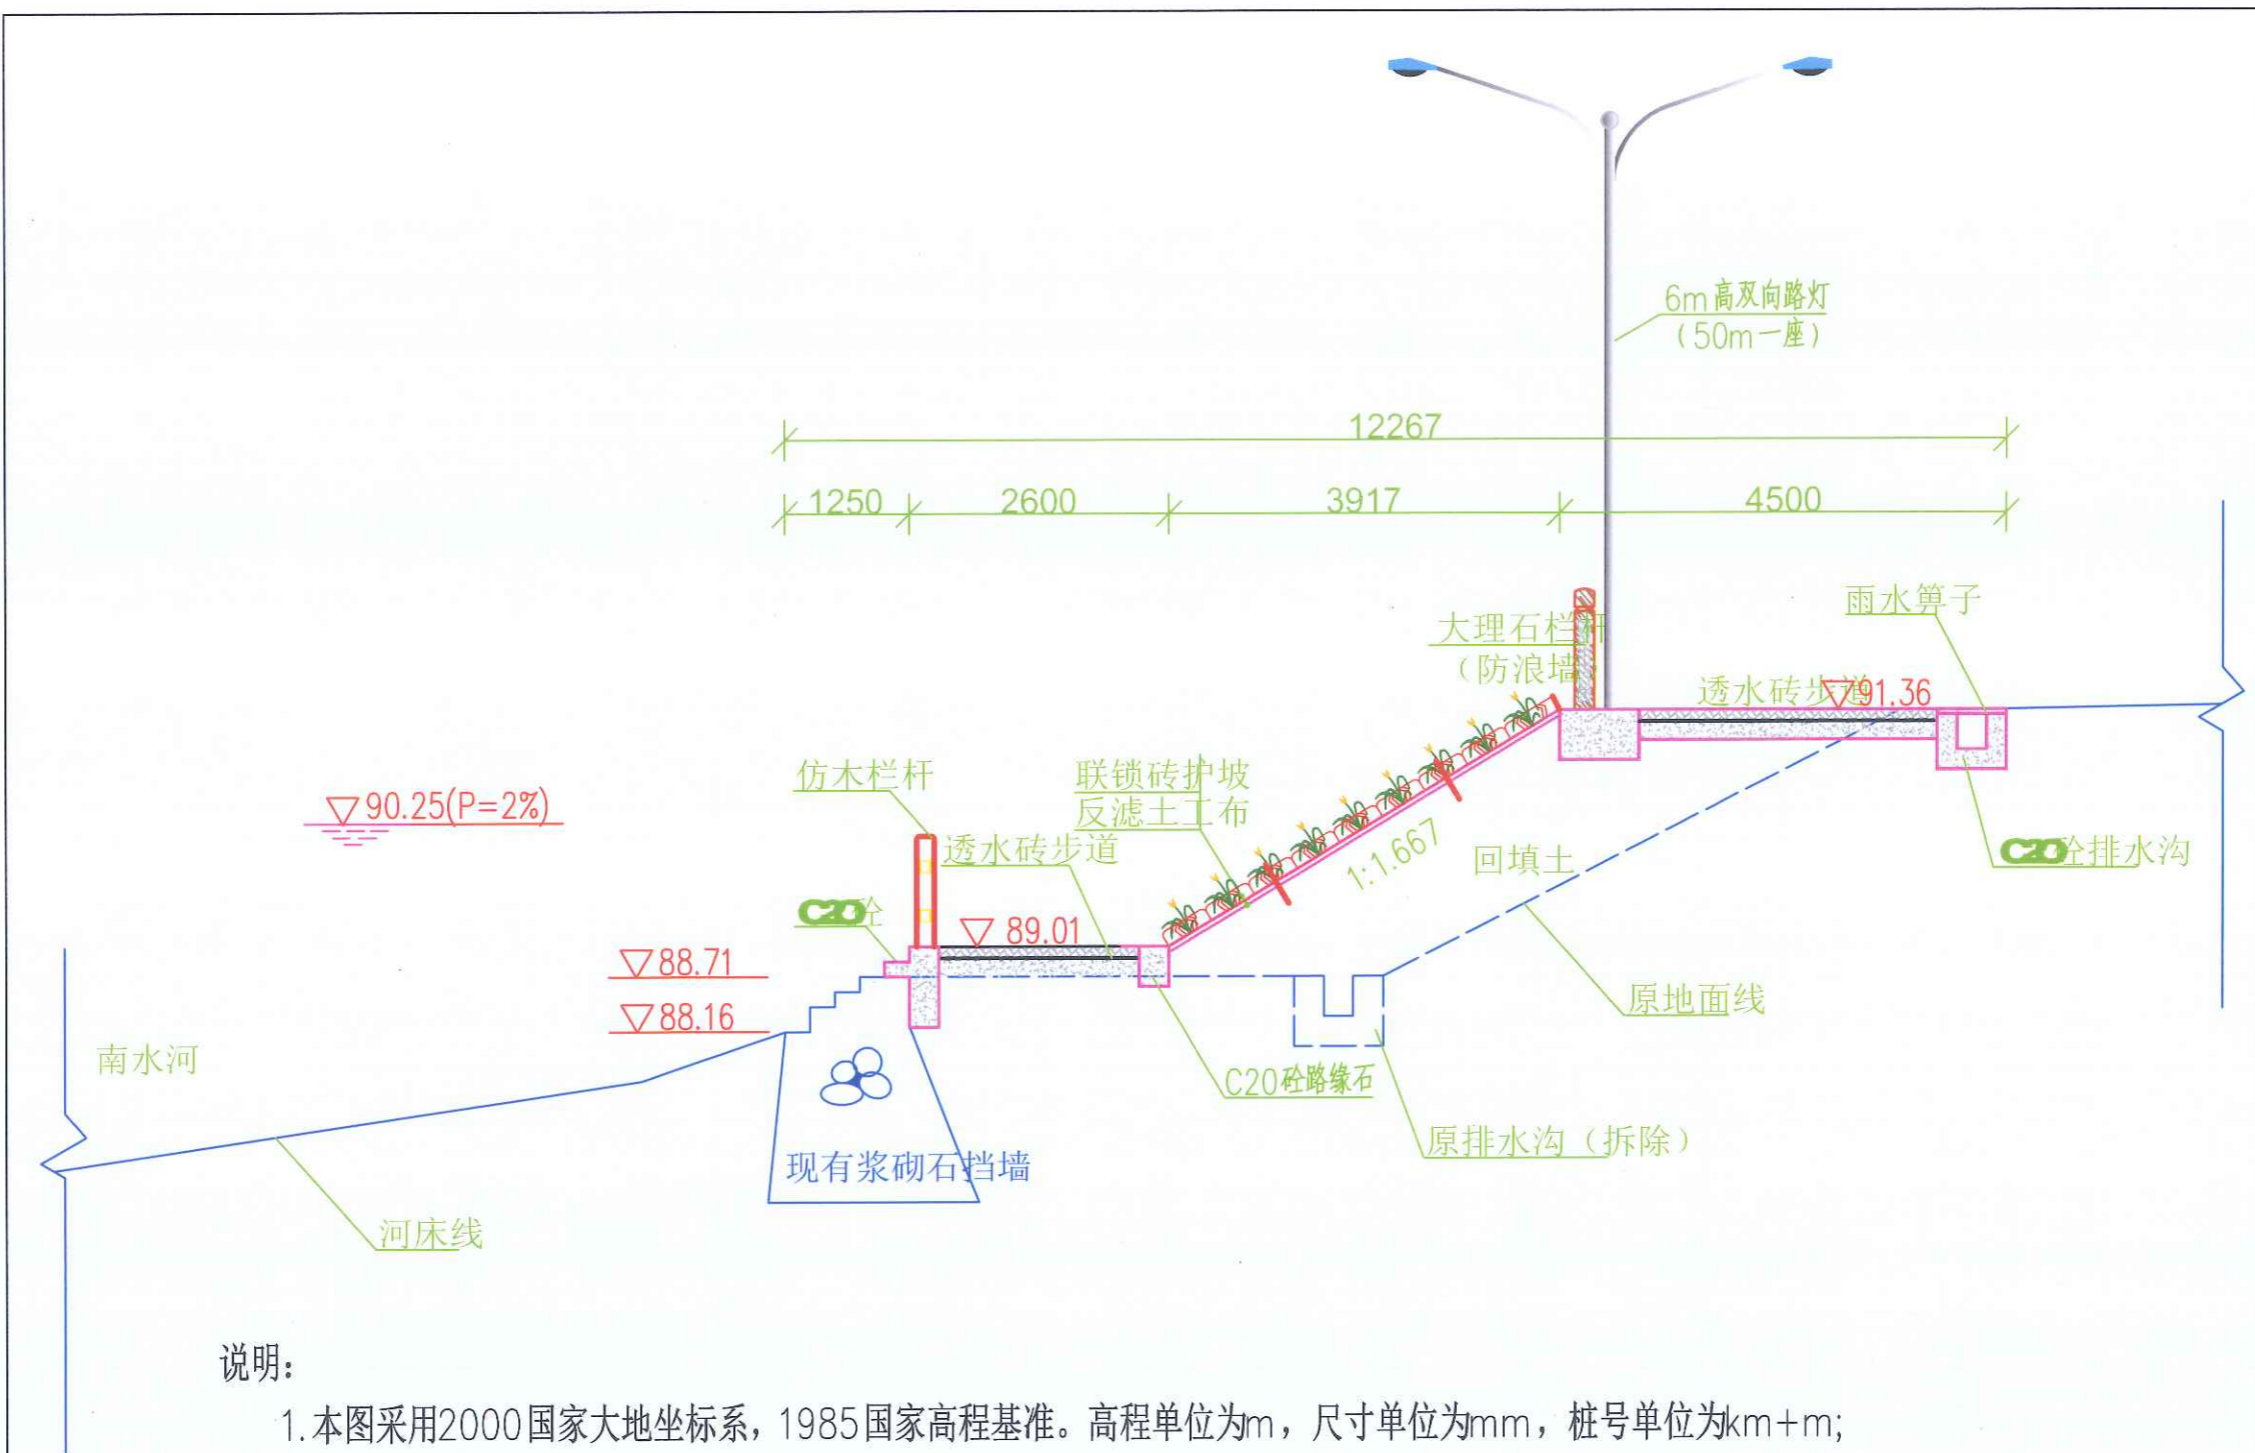 6m高双向路灯
(50m一座)
12267
1250
2600
3917
4500
雨水箅子
大理石栏杆
(防浪墙)
透水砖步道
91.36
仿木栏杆
联锁砖护坡
反滤土工布
90.25(P=2%)
透水砖步道
1:1.667
回填土
C20砼排水沟
C20砼
89.01
88.71
88.16
原地面线
南水河
C20砼路缘石
原排水沟（拆除）
现有浆砌石挡墙
河床线
说明:
1.本图采用2000国家大地坐标系，1985国家高程基准。高程单位为m，尺寸单位为mm，桩号单位为km+m;